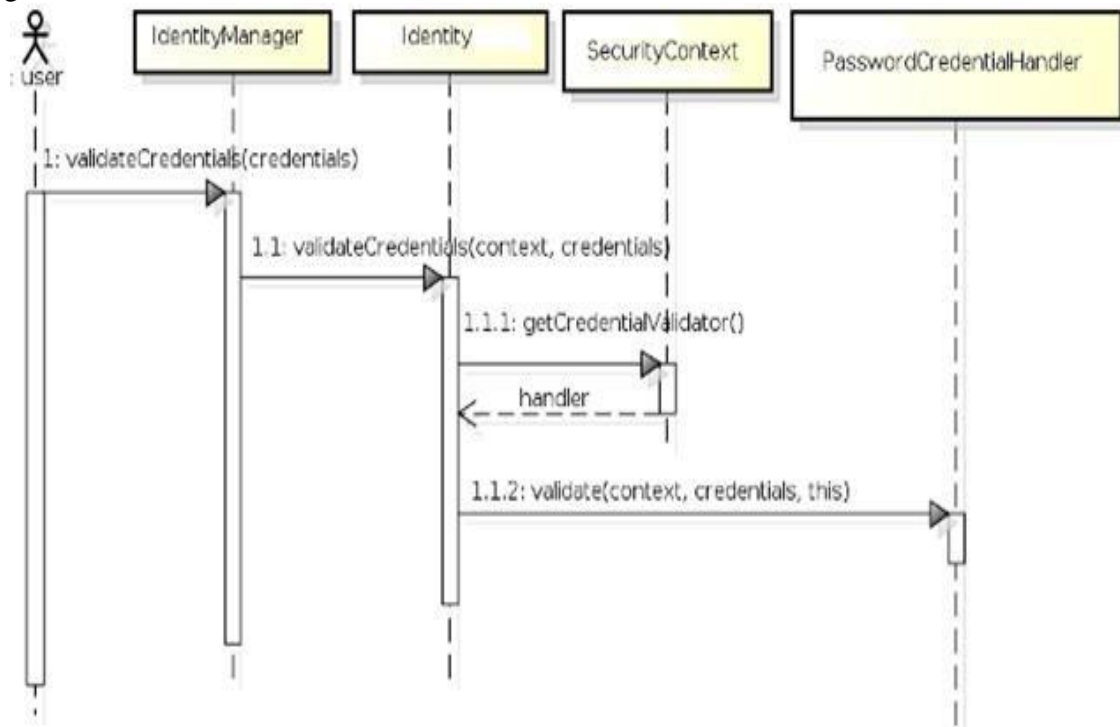 IdentityManager
Identity
SecurityContext
PasswordCredentialHandler
: user
1: validateCredentials(credentials)
1.1: validateCredentials(context, credentials)
1.1.1: getCredentialValidator()
handler
1.1.2: validate(context, credentials, this)